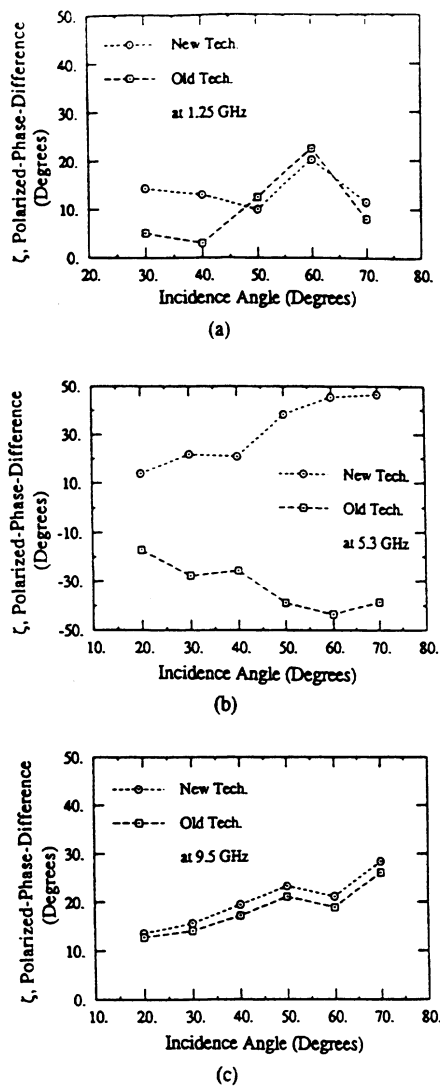 50.
40.
30.
20.
10.
0.
ζ, Polarized-Phase-Difference
(Degrees)
New Tech.
Old Tech.
at 1.25 GHz
20. 30. 40. 50. 60. 70. 80.
Incidence Angle (Degrees)
(a)
50.
30.
10.
-10.
-30.
-50.
ζ, Polarized-Phase-Difference
(Degrees)
New Tech.
Old Tech.
at 5.3 GHz
10. 20. 30. 40. 50. 60. 70. 80.
Incidence Angle (Degrees)
(b)
50.
40.
30.
20.
10.
0.
ζ, Polarized-Phase-Difference
(Degrees)
New Tech.
Old Tech.
at 9.5 GHz
10. 20. 30. 40. 50. 60. 70. 80.
Incidence Angle (Degrees)
(c)